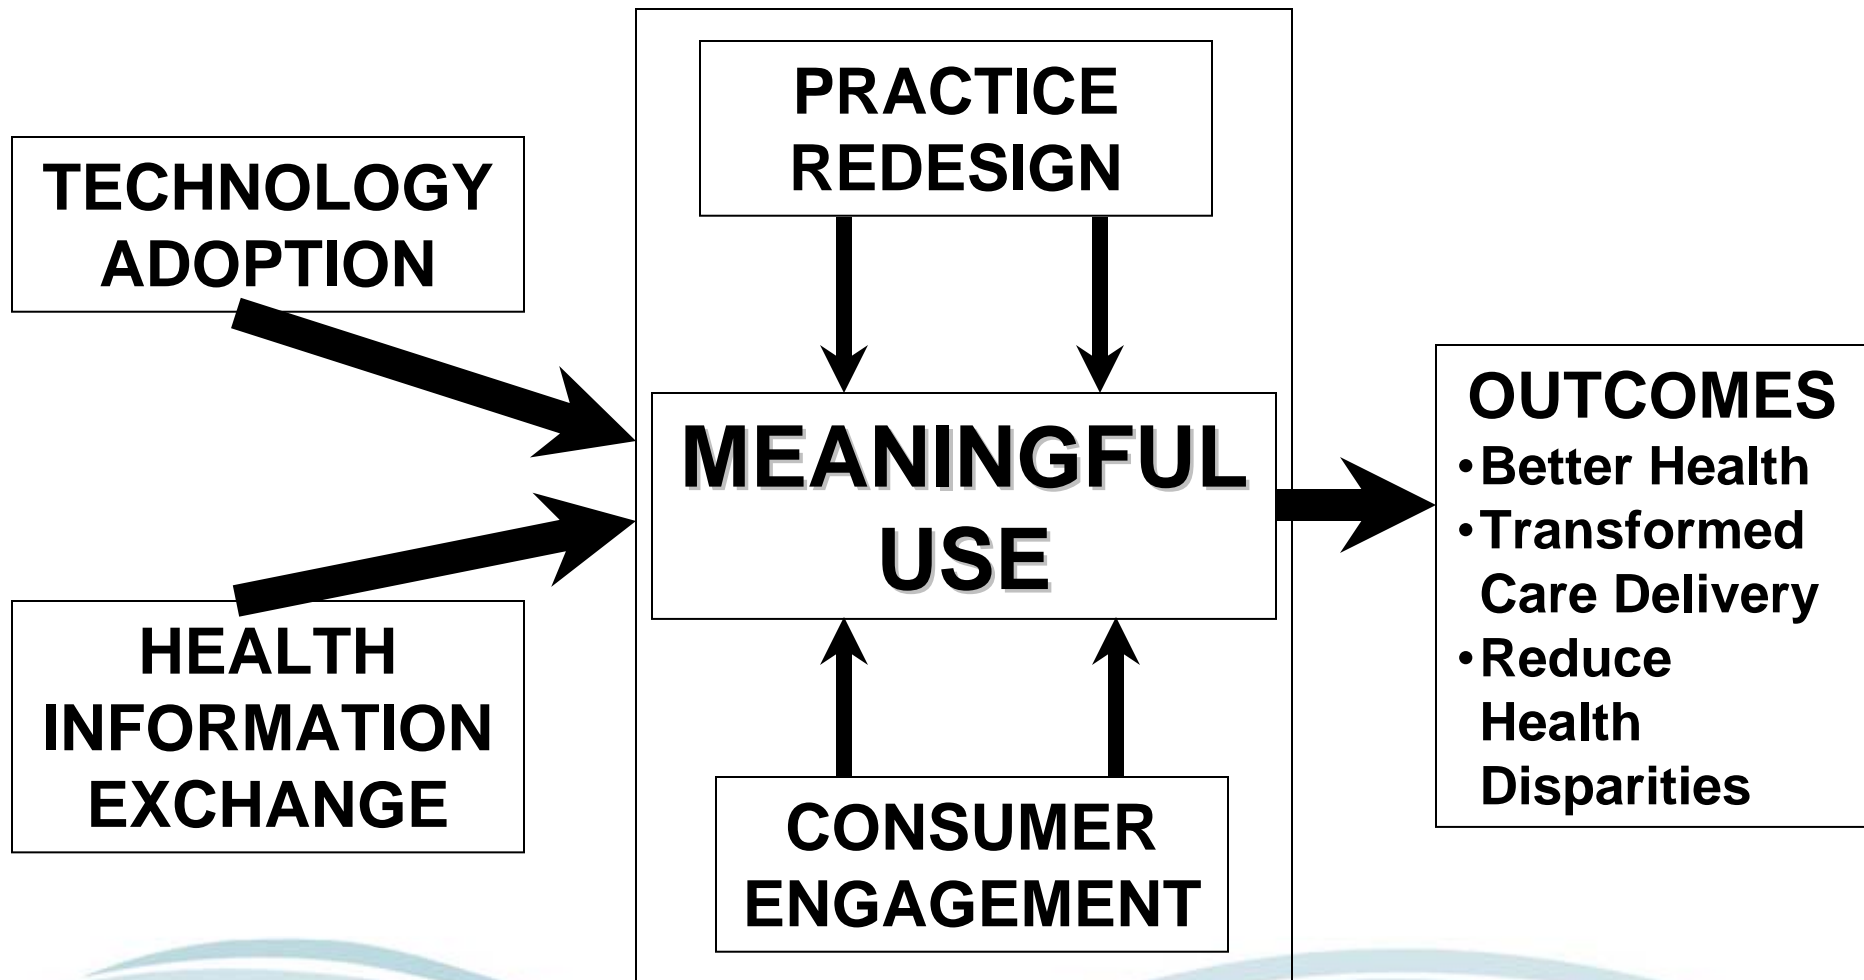 TECHNOLOGY
ADOPTION
HEALTH
INFORMATION
EXCHANGE
PRACTICE
REDESIGN
MEANINGFUL
USE
CONSUMER
ENGAGEMENT
OUTCOMES
•Better Health
•Transformed
Care Delivery
•Reduce
Health
Disparities